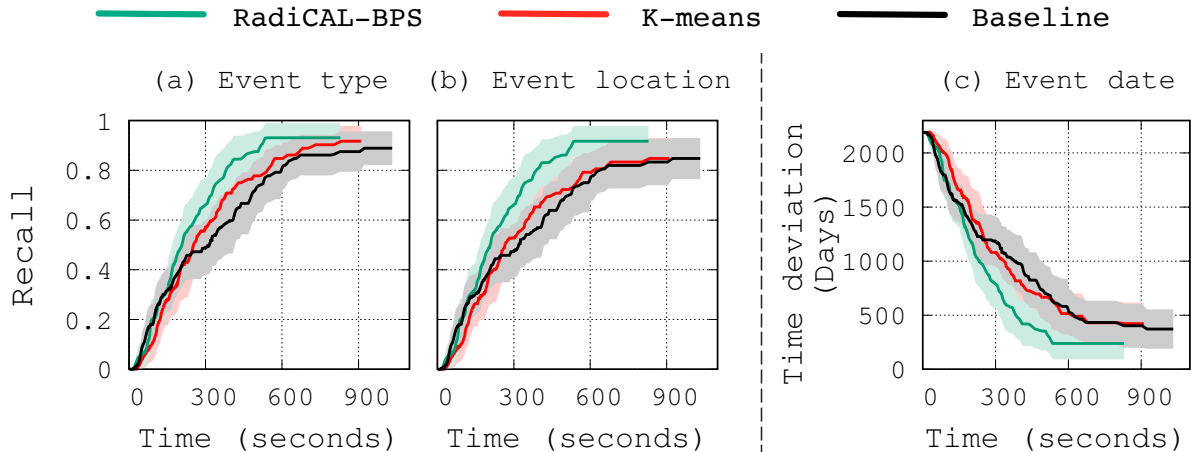 RadiCAL-BPS K-means Baseline
(a) Event type (b) Event location (c) Event date
Recall
1
0.8
0.6
0.4
0.2
0
0 300 600 900
Time (seconds)
0 300 600 900
Time (seconds)
Time deviation
(Days)
2000
1500
1000
500
0
0 300 600 900
Time (seconds)